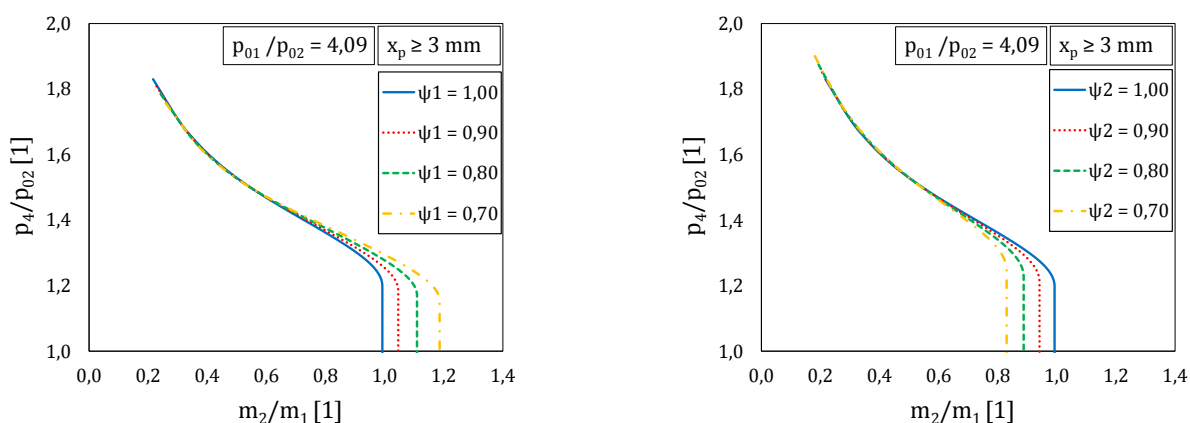 2,0
1,8
1,6
1,4
1,2
1,0
p4/p02 [1]
p01 /p02 = 4,09
xp ≥ 3 mm
ψ1 = 1,00
ψ1 = 0,90
ψ1 = 0,80
ψ1 = 0,70
0,0 0,2 0,4 0,6 0,8 1,0 1,2 1,4
m2/m1 [1]
2,0
1,8
1,6
1,4
1,2
1,0
p4/p02 [1]
p01 /p02 = 4,09
xp ≥ 3 mm
ψ2 = 1,00
ψ2 = 0,90
ψ2 = 0,80
ψ2 = 0,70
0,0 0,2 0,4 0,6 0,8 1,0 1,2 1,4
m2/m1 [1]